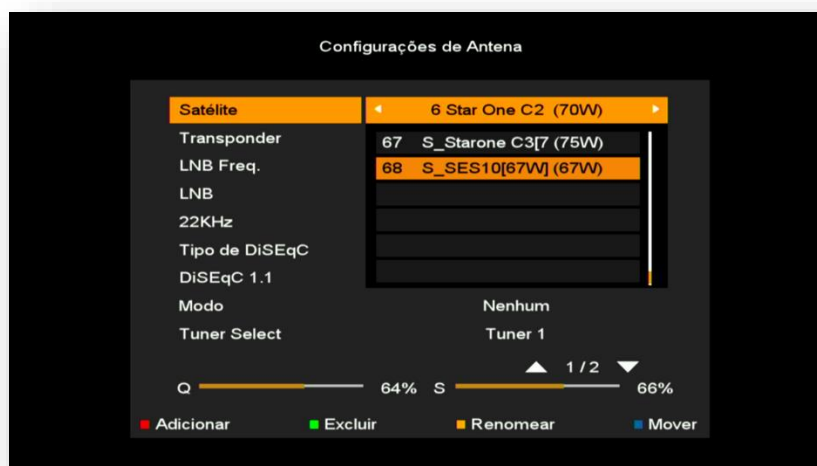 Configurações de Antena
Satélite 6 Star One C2 (70W)
Transponder
67 S_Starone C3[7 (75W)
LNB Freq.
68 S_SES10[67W] (67W)
LNB
22KHz
Tipo de DiSEqC
DiSEqC 1.1
Modo Nenhum
Tuner Select Tuner 1
1/2
Q 64% S 66%
Adicionar Excluir Renomear Mover